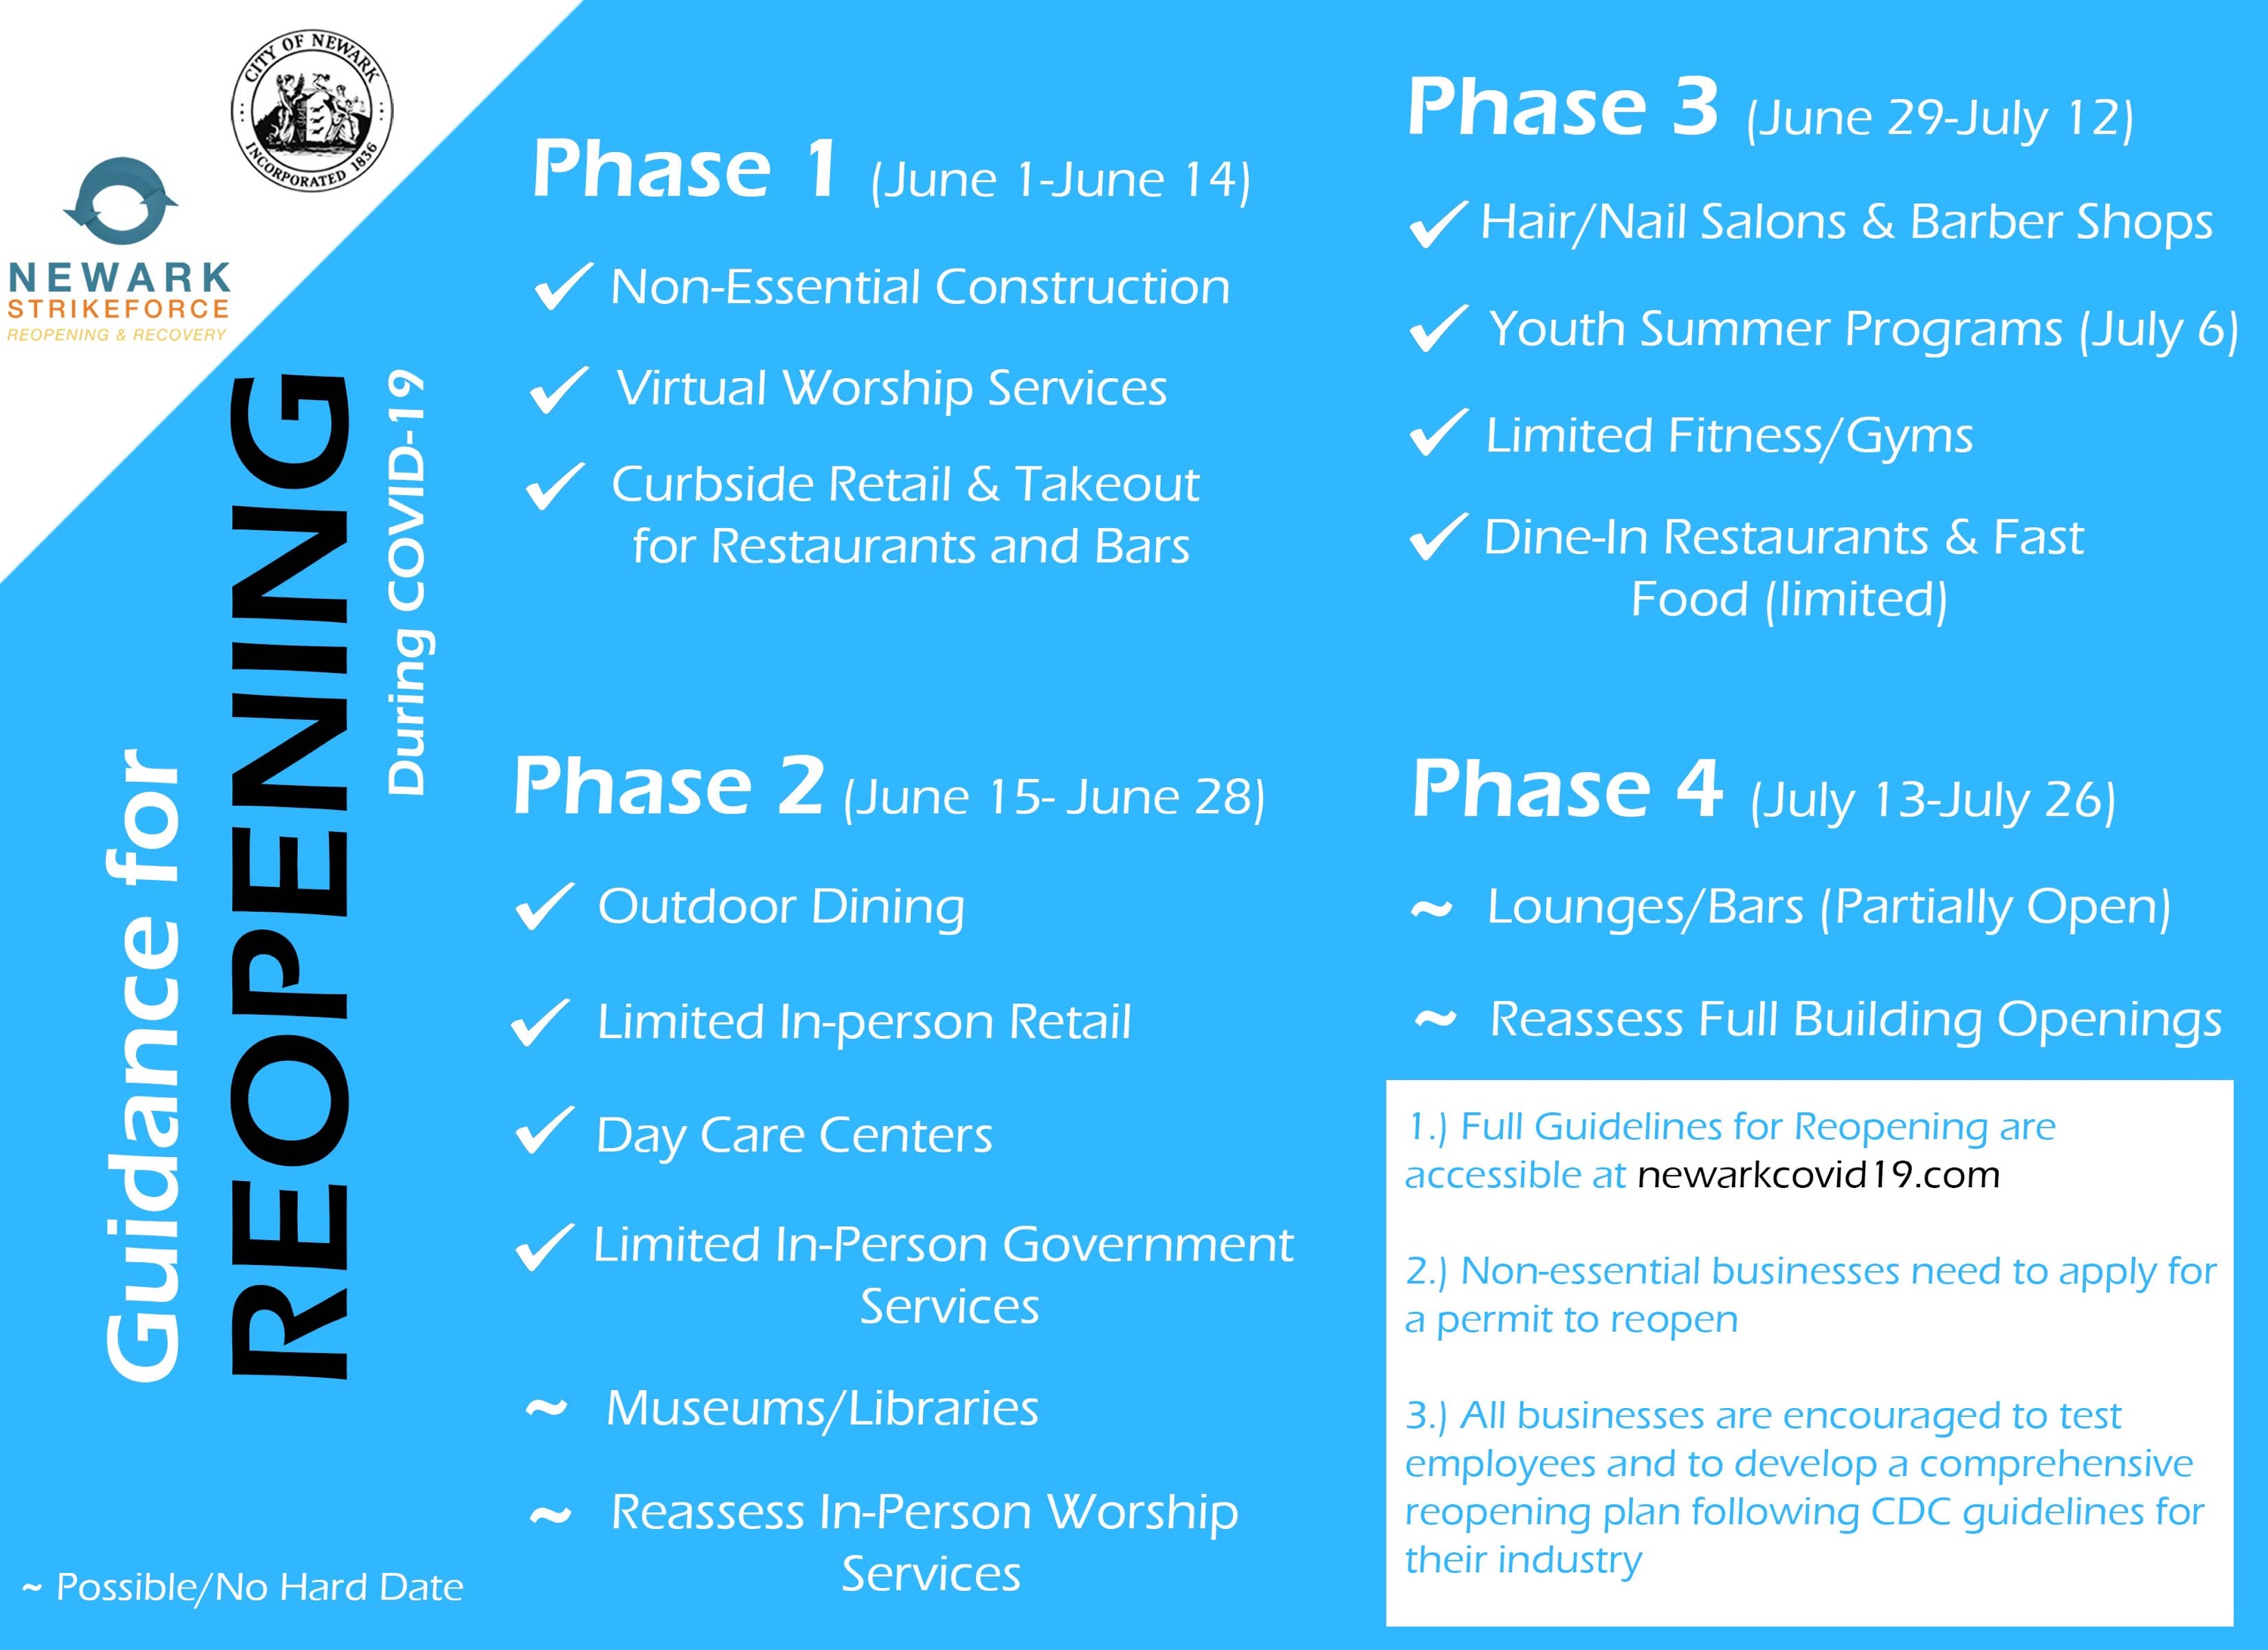 CITY OF NEWARK
INCORPORATED 1836
NEWARK
STRIKEFORCE
REOPENING & RECOVERY
Guidance for
REOPENING
During COVID-19
Phase 1 (June 1-June 14)
✓ Non-Essential Construction
✓ Virtual Worship Services
✓ Curbside Retail & Takeout
for Restaurants and Bars
Phase 2 (June 15- June 28)
✓ Outdoor Dining
✓ Limited In-person Retail
✓ Day Care Centers
✓ Limited In-Person Government
Services
~ Museums/Libraries
~ Reassess In-Person Worship
Services
~ Possible/No Hard Date
Phase 3 (June 29-July 12)
✓ Hair/Nail Salons & Barber Shops
✓ Youth Summer Programs (July 6)
✓ Limited Fitness/Gyms
✓ Dine-In Restaurants & Fast
Food (limited)
Phase 4 (July 13-July 26)
~ Lounges/Bars (Partially Open)
~ Reassess Full Building Openings
1.) Full Guidelines for Reopening are
accessible at newarkcovid19.com
2.) Non-essential businesses need to apply for
a permit to reopen
3.) All businesses are encouraged to test
employees and to develop a comprehensive
reopening plan following CDC guidelines for
their industry